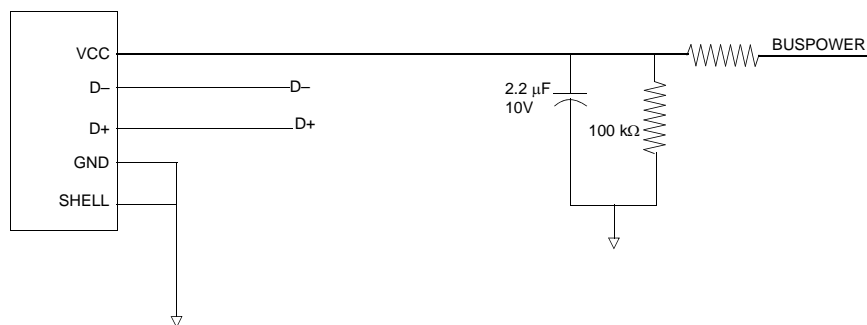 BUSPOWER
VCC
D–
D–
2.2 μF
10V
D+
D+
100 kΩ
GND
SHELL